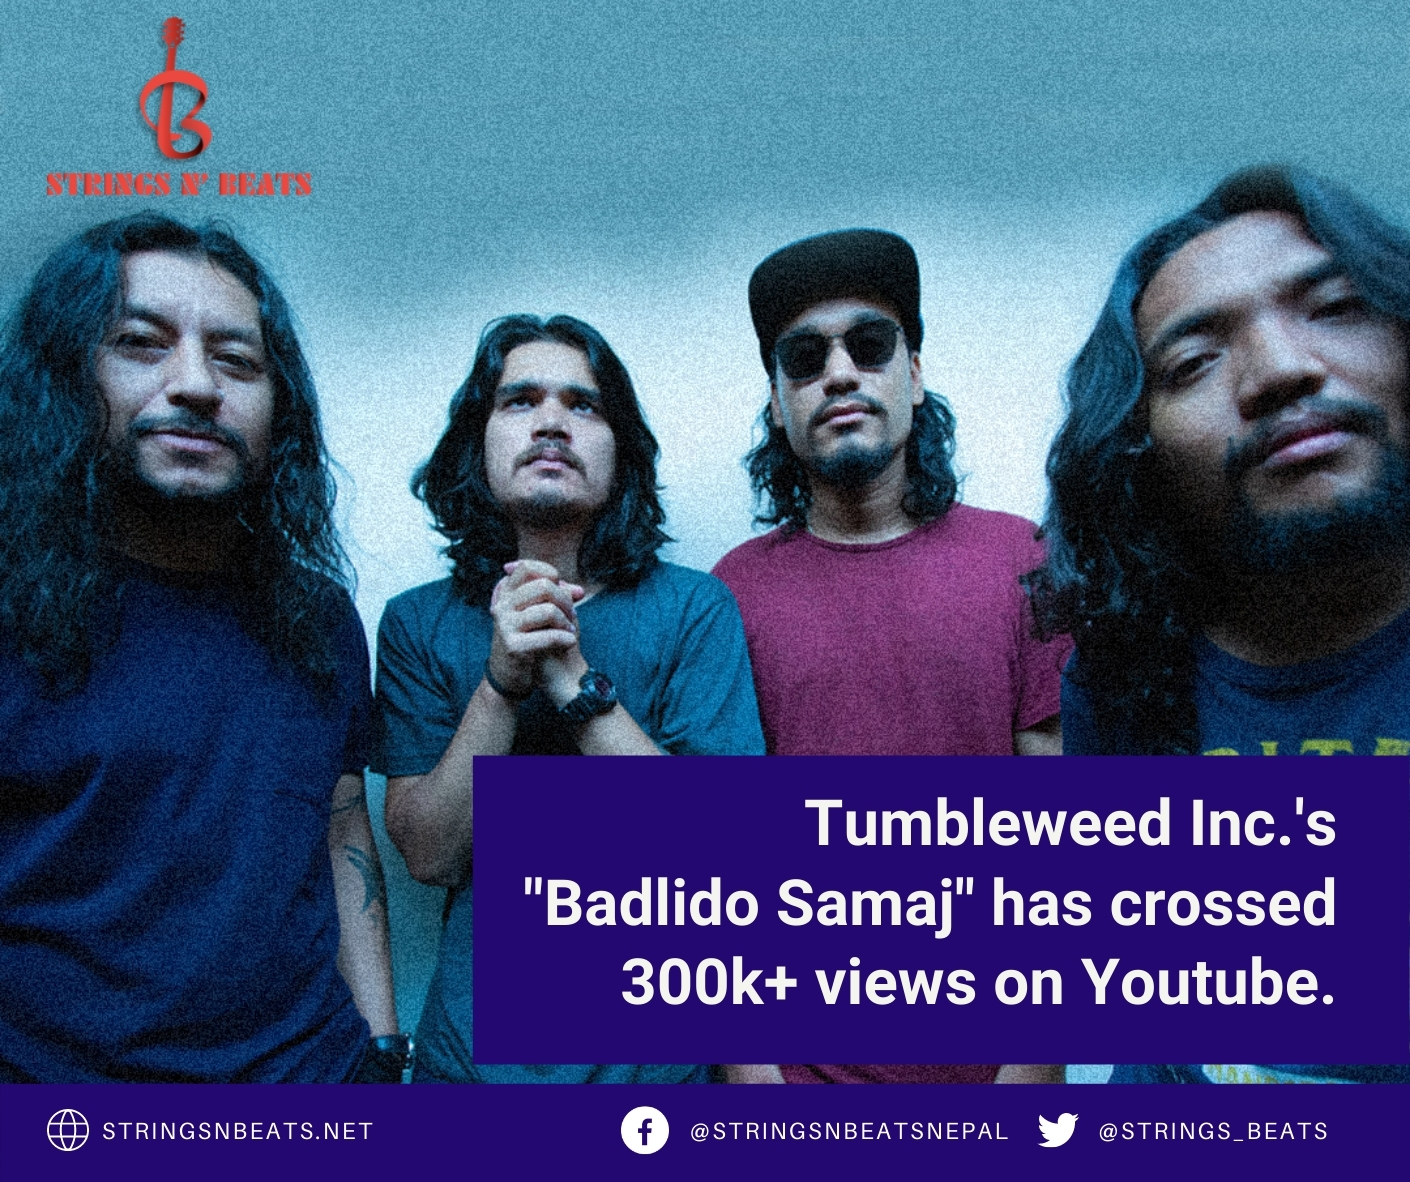 STRINGS N' BEATS
Tumbleweed Inc.'s
"Badlido Samaj" has crossed
300k+ views on Youtube.
STRINGSNBEATS.NET
@STRINGSNBEATSNEPAL
@STRINGS_BEATS